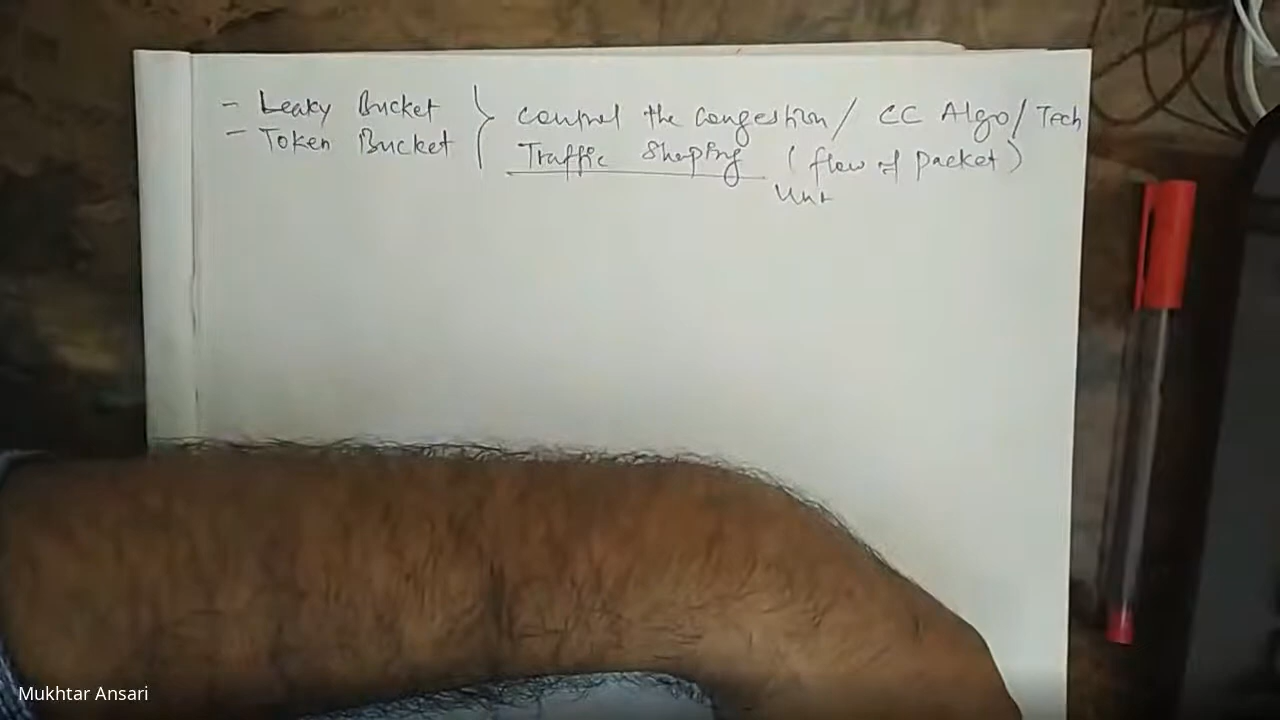 - Leaky Bucket
- Token Bucket
control the congestion / CC Algo / Tech
Traffic Shaping (flow of packet)
Mukhtar Ansari